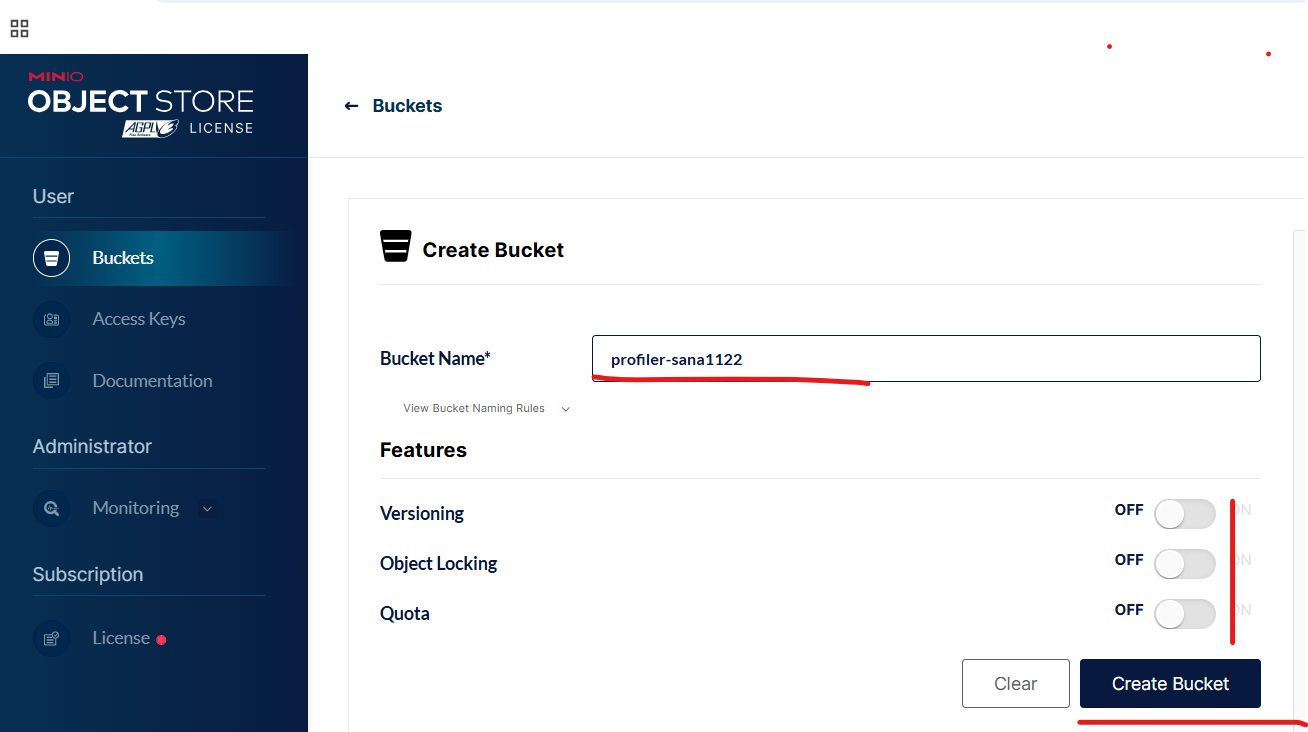 MINIO
OBJECT STORE
AGPL v3 LICENSE
User
Buckets
Access Keys
Documentation
Administrator
Monitoring
Subscription
License
← Buckets
Create Bucket
Bucket Name*
profiler-sana1122
View Bucket Naming Rules
Features
Versioning OFF ON
Object Locking OFF ON
Quota OFF ON
Clear Create Bucket